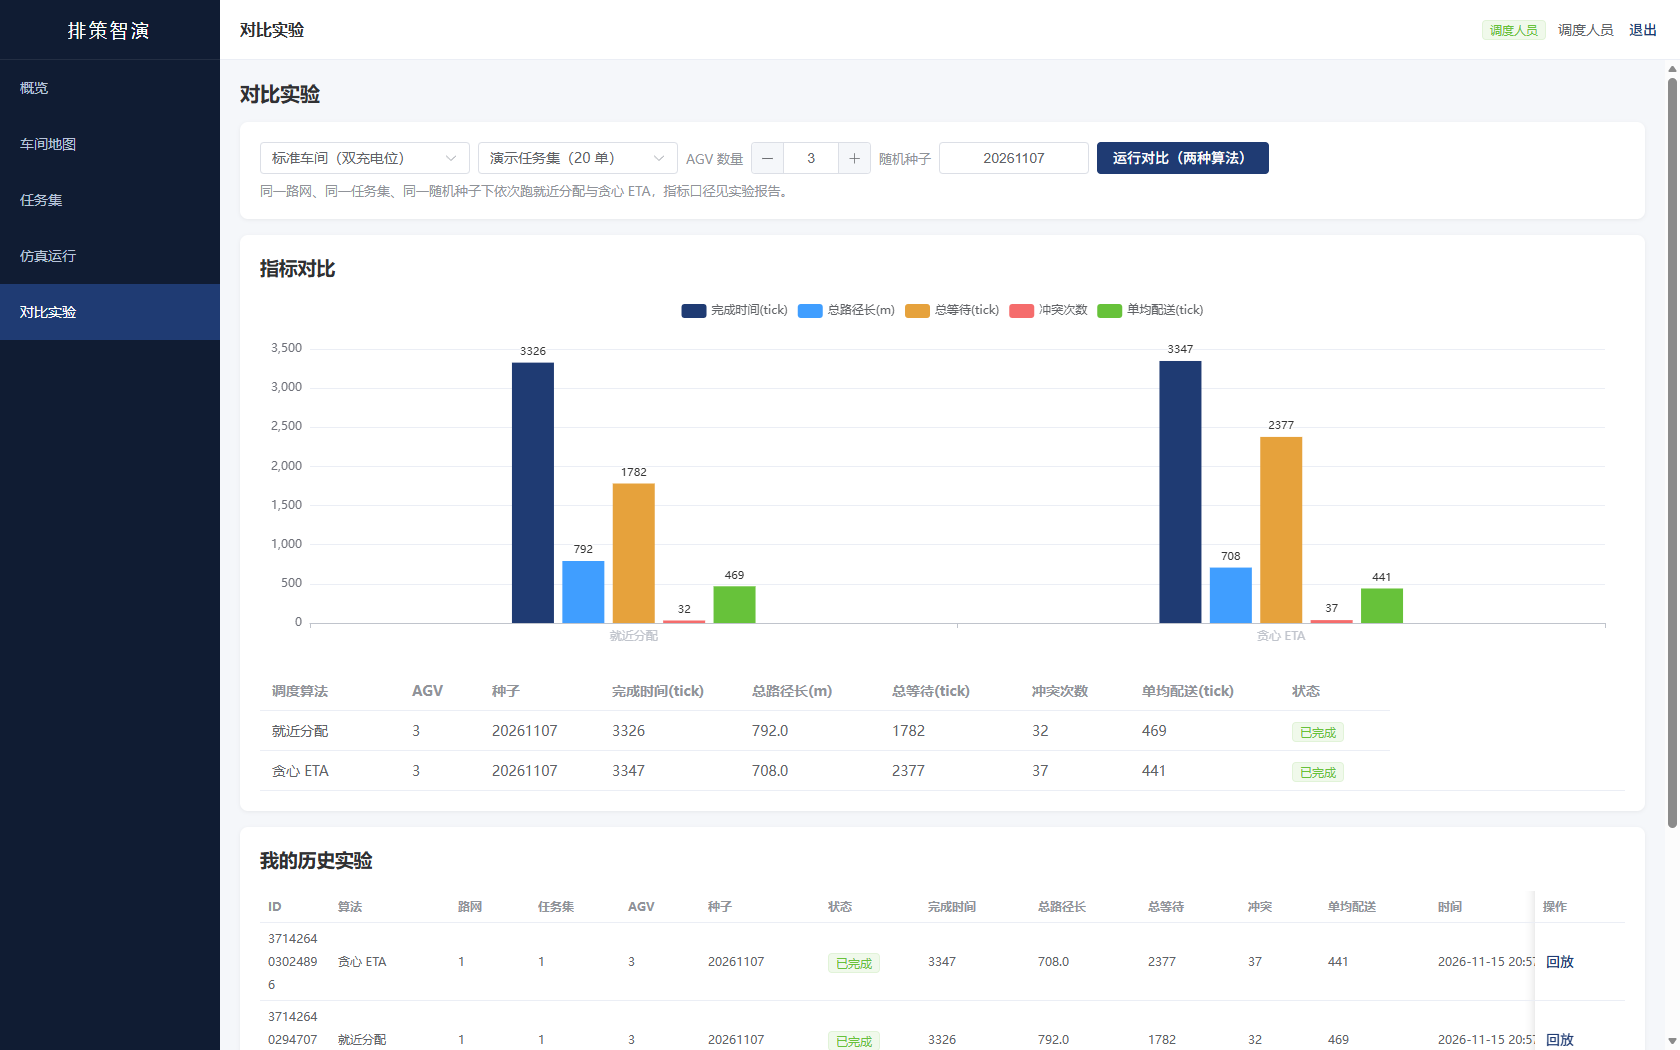 排策智演
概览
车间地图
任务集
仿真运行
对比实验
对比实验
调度人员 调度人员 退出
对比实验
标准车间（双充电位） 演示任务集（20 单） AGV 数量 3 随机种子 20261107 运行对比（两种算法）
同一路网、同一任务集、同一随机种子下依次跑就近分配与贪心 ETA，指标口径见实验报告。
指标对比
完成时间(tick) 总路径长(m) 总等待(tick) 冲突次数 单均配送(tick)
3,500
3,000
2,500
2,000
1,500
1,000
500
0
3326
792
1782
32
469
3347
708
2377
37
441
就近分配
贪心 ETA
调度算法 AGV 种子 完成时间(tick) 总路径长(m) 总等待(tick) 冲突次数 单均配送(tick) 状态
就近分配 3 20261107 3326 792.0 1782 32 469 已完成
贪心 ETA 3 20261107 3347 708.0 2377 37 441 已完成
我的历史实验
ID 算法 路网 任务集 AGV 种子 状态 完成时间 总路径长 总等待 冲突 单均配送 时间 操作
3714264
0302489
6
贪心 ETA 1 1 3 20261107 已完成 3347 708.0 2377 37 441 2026-11-15 20:57 回放
3714264
0294707
就近分配 1 1 3 20261107 已完成 3326 792.0 1782 32 469 2026-11-15 20:57 回放